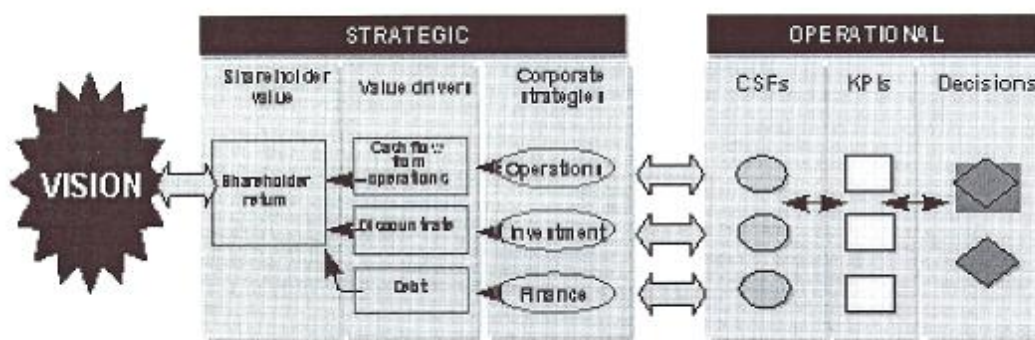 STRATEGIC
OPERATIONAL
Shareholder
value
Value drivers
Corporate
strategies
CSFs
KPIs
Decisions
VISION
Shareholder
return
Cash flow
from
operations
Discount rate
Debt
Operations
Investment
Finance